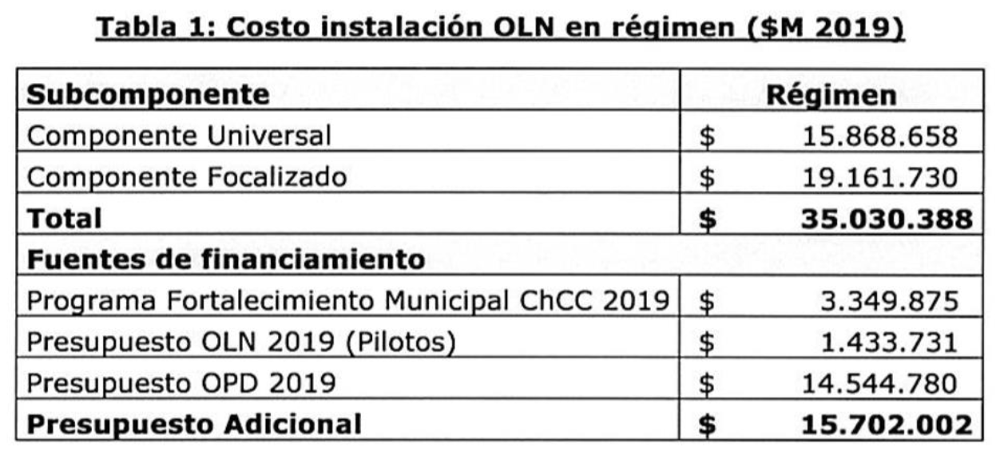 Tabla 1: Costo instalación OLN en régimen ($M 2019)
Subcomponente Régimen
Componente Universal $ 15.868.658
Componente Focalizado $ 19.161.730
Total $ 35.030.388
Fuentes de financiamiento
Programa Fortalecimiento Municipal ChCC 2019 $ 3.349.875
Presupuesto OLN 2019 (Pilotos) $ 1.433.731
Presupuesto OPD 2019 $ 14.544.780
Presupuesto Adicional $ 15.702.002